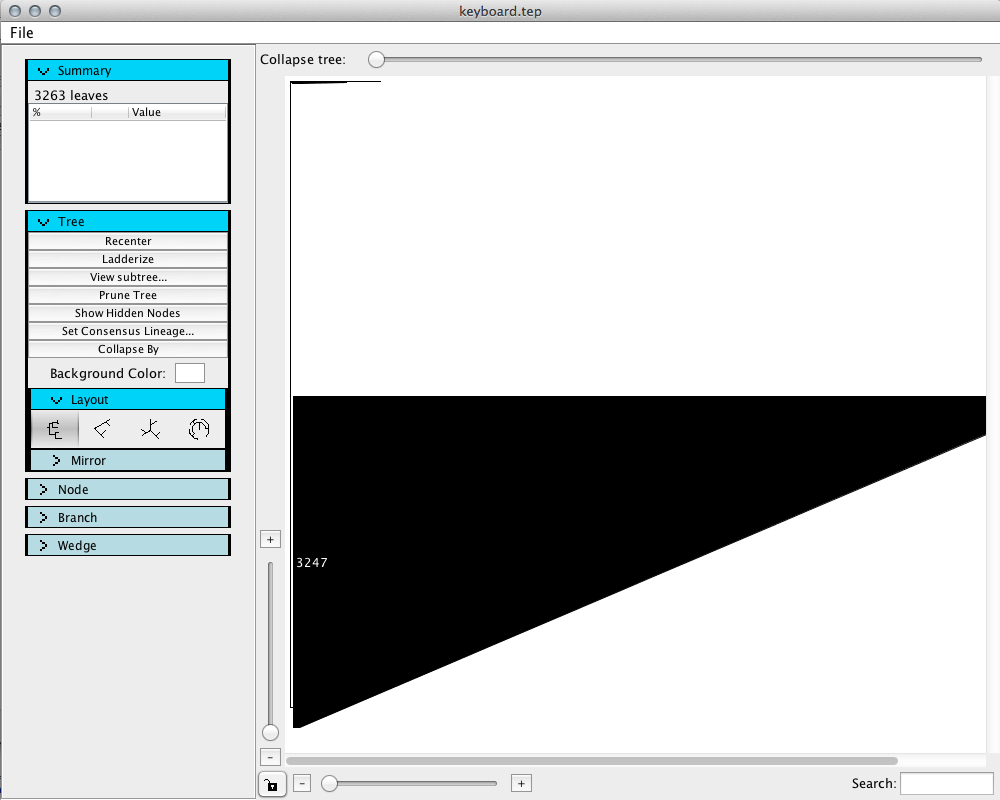 keyboard.tep
File
Collapse tree:
Summary
3263 leaves
% Value
Tree
Recenter
Ladderize
View subtree...
Prune Tree
Show Hidden Nodes
Set Consensus Lineage...
Collapse By
Background Color:
Layout
Mirror
Node
Branch
Wedge
+
3247
-
- +
Search: